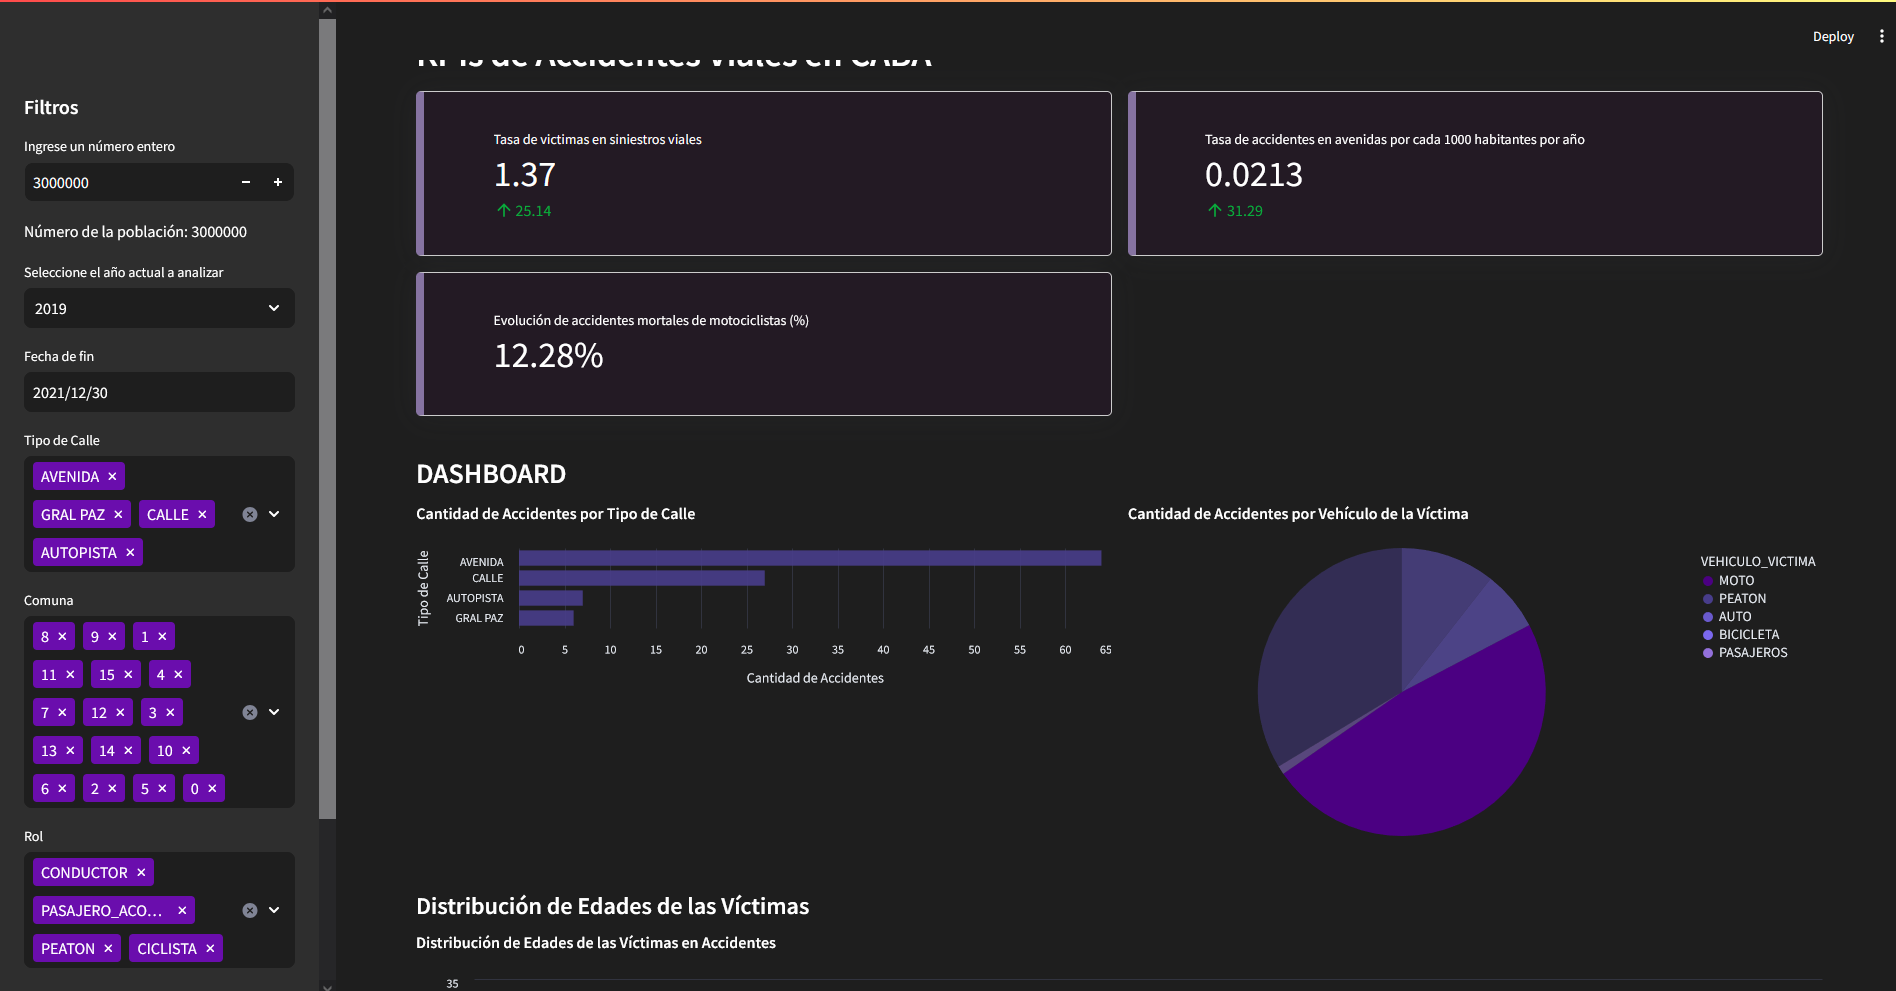 Deploy
KPIs de Accidentes Viales en CABA
Filtros
Ingrese un número entero
3000000
Número de la población: 3000000
Seleccione el año actual a analizar
2019
Fecha de fin
2021/12/30
Tipo de Calle
AVENIDA
GRAL PAZ CALLE
AUTOPISTA
Comuna
8 9 1
11 15 4
7 12 3
13 14 10
6 2 5 0
Rol
CONDUCTOR
PASAJERO_ACO...
PEATON CICLISTA
Tasa de victimas en siniestros viales
1.37
25.14
Tasa de accidentes en avenidas por cada 1000 habitantes por año
0.0213
31.29
Evolución de accidentes mortales de motociclistas (%)
12.28%
DASHBOARD
Cantidad de Accidentes por Tipo de Calle
Tipo de Calle
AVENIDA
CALLE
AUTOPISTA
GRAL PAZ
0 5 10 15 20 25 30 35 40 45 50 55 60 65
Cantidad de Accidentes
Cantidad de Accidentes por Vehículo de la Víctima
VEHICULO_VICTIMA
MOTO
PEATON
AUTO
BICICLETA
PASAJEROS
Distribución de Edades de las Víctimas
Distribución de Edades de las Víctimas en Accidentes
35